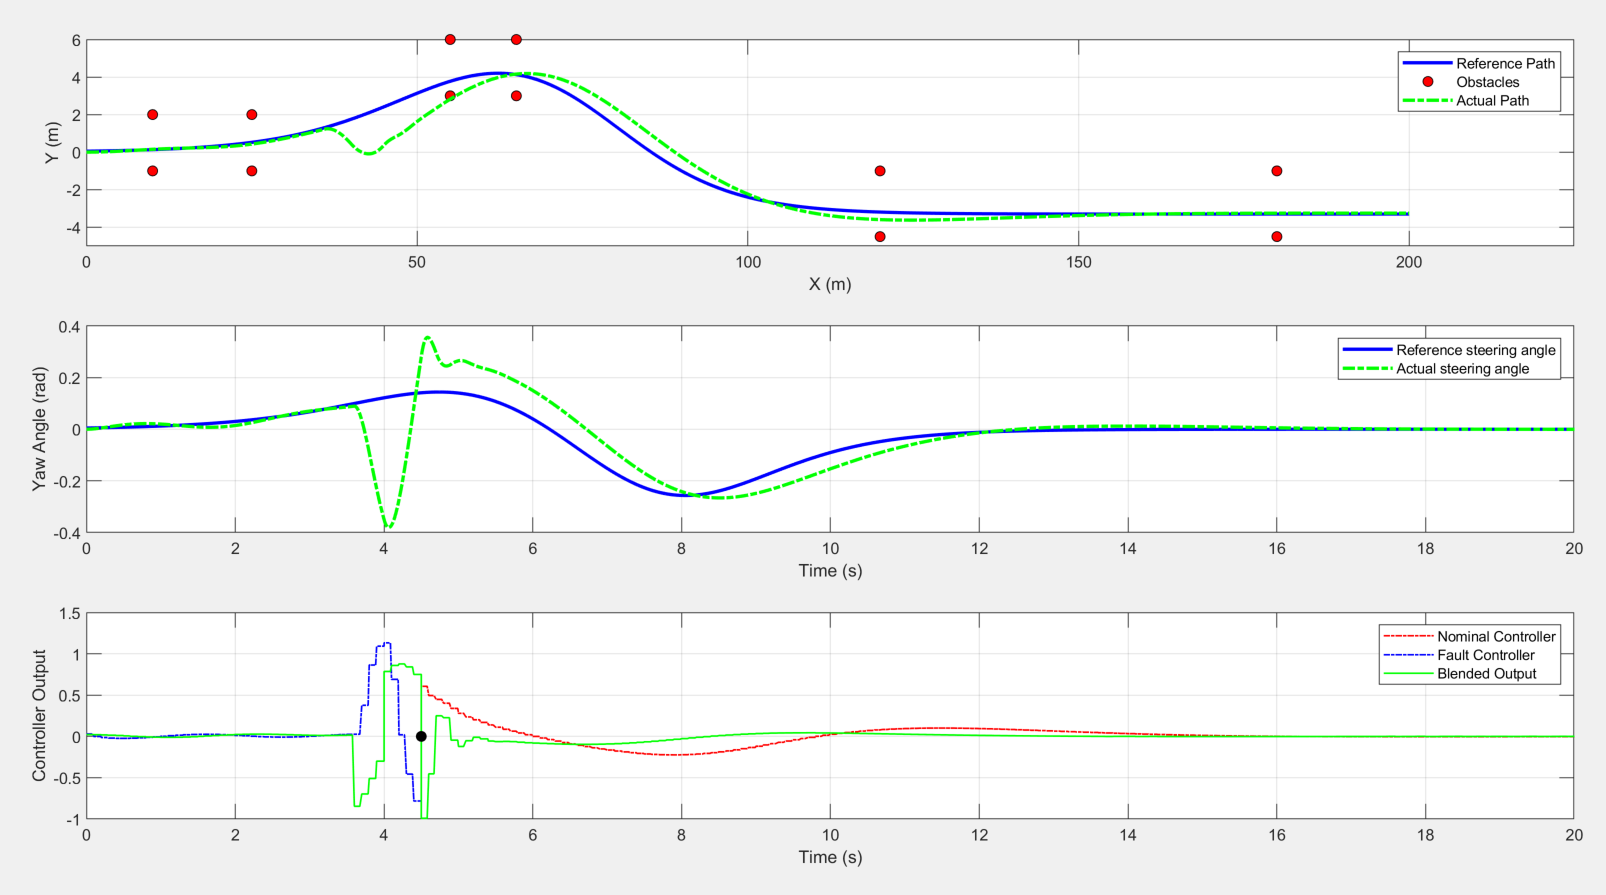 6
4
2
0
-2
-4
Y (m)
Reference Path
Obstacles
Actual Path
0 50 100 150 200
X (m)
0.4
0.2
0
-0.2
-0.4
Yaw Angle (rad)
Reference steering angle
Actual steering angle
0 2 4 6 8 10 12 14 16 18 20
Time (s)
1.5
1
0.5
0
-0.5
-1
Controller Output
Nominal Controller
Fault Controller
Blended Output
0 2 4 6 8 10 12 14 16 18 20
Time (s)